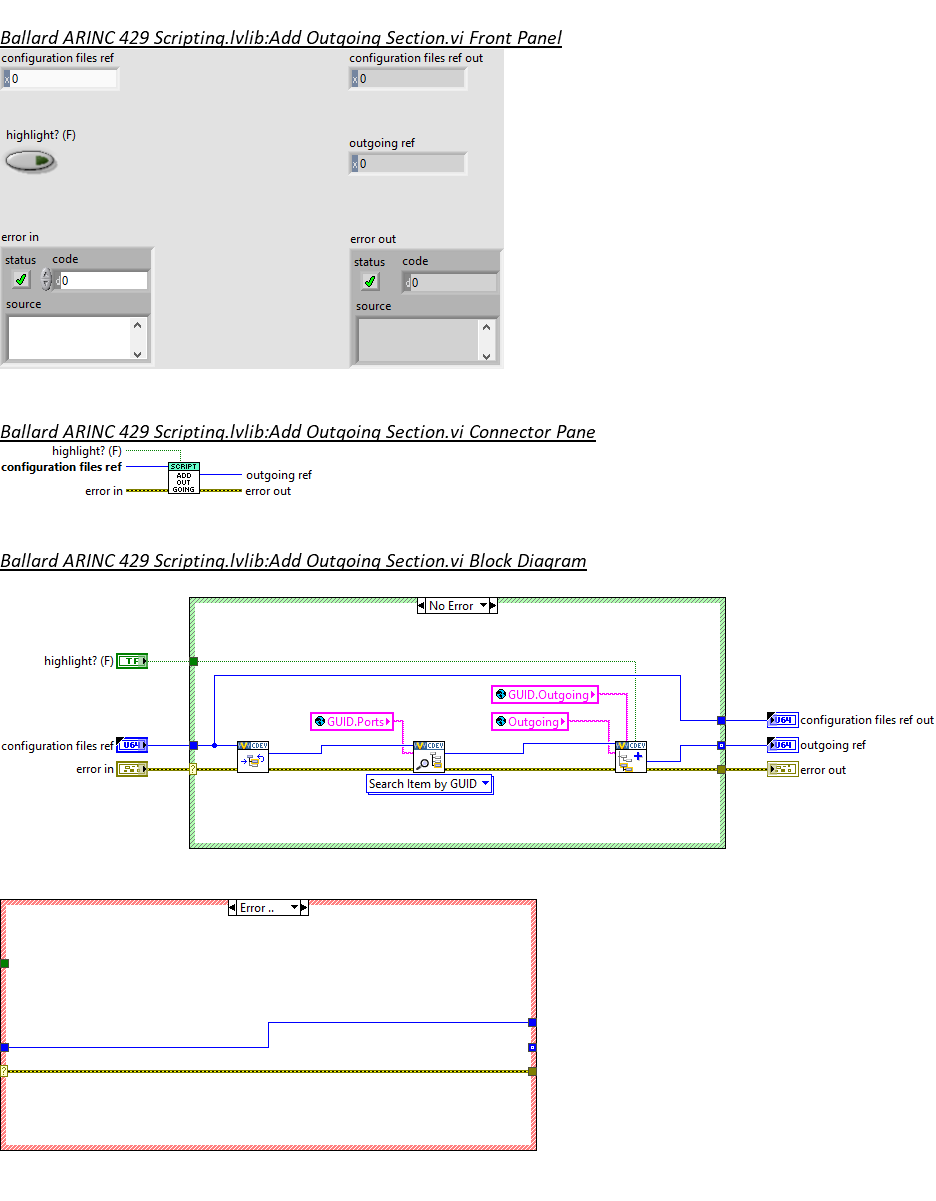 Ballard ARINC 429 Scripting.lvlib:Add Outgoing Section.vi Front Panel
configuration files ref
configuration files ref out
x 0
x 0
highlight? (F)
outgoing ref
x 0
error in
error out
status code
status code
d 0
d 0
source
source
Ballard ARINC 429 Scripting.lvlib:Add Outgoing Section.vi Connector Pane
highlight? (F)
configuration files ref
error in
SCRIPT
ADD
OUT
GOING
outgoing ref
error out
Ballard ARINC 429 Scripting.lvlib:Add Outgoing Section.vi Block Diagram
No Error
highlight? (F) TF
GUID.Outgoing
GUID.Ports
Outgoing
U64 configuration files ref out
configuration files ref U64
CDEV
CDEV
CDEV
U64 outgoing ref
error in
?
error out
Search Item by GUID
Error ..
?